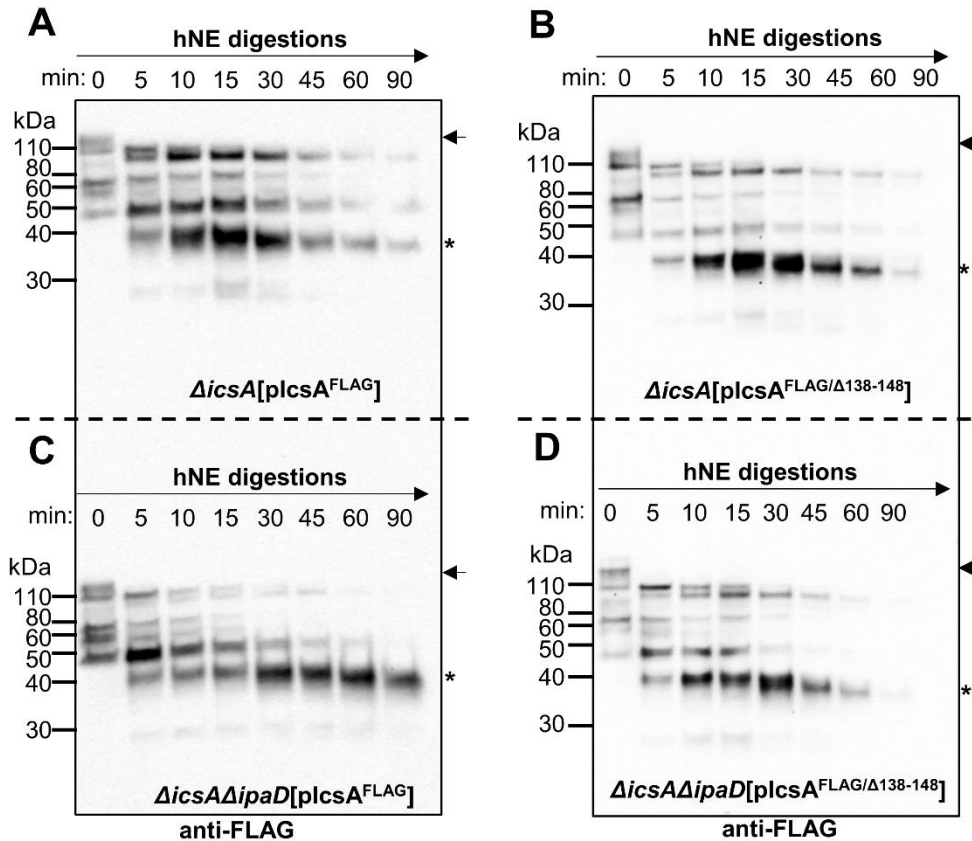 A
hNE digestions
min: 0 5 10 15 30 45 60 90
kDa
110
80
60
50
40
30
*
ΔicsA[pIcsA^FLAG]
B
hNE digestions
min: 0 5 10 15 30 45 60 90
kDa
110
80
60
50
40
30
*
ΔicsA[pIcsA^FLAG/Δ138-148]
C
hNE digestions
min: 0 5 10 15 30 45 60 90
kDa
110
80
60
50
40
30
*
ΔicsAΔipaD[pIcsA^FLAG]
anti-FLAG
D
hNE digestions
min: 0 5 10 15 30 45 60 90
kDa
110
80
60
50
40
30
*
ΔicsAΔipaD[pIcsA^FLAG/Δ138-148]
anti-FLAG